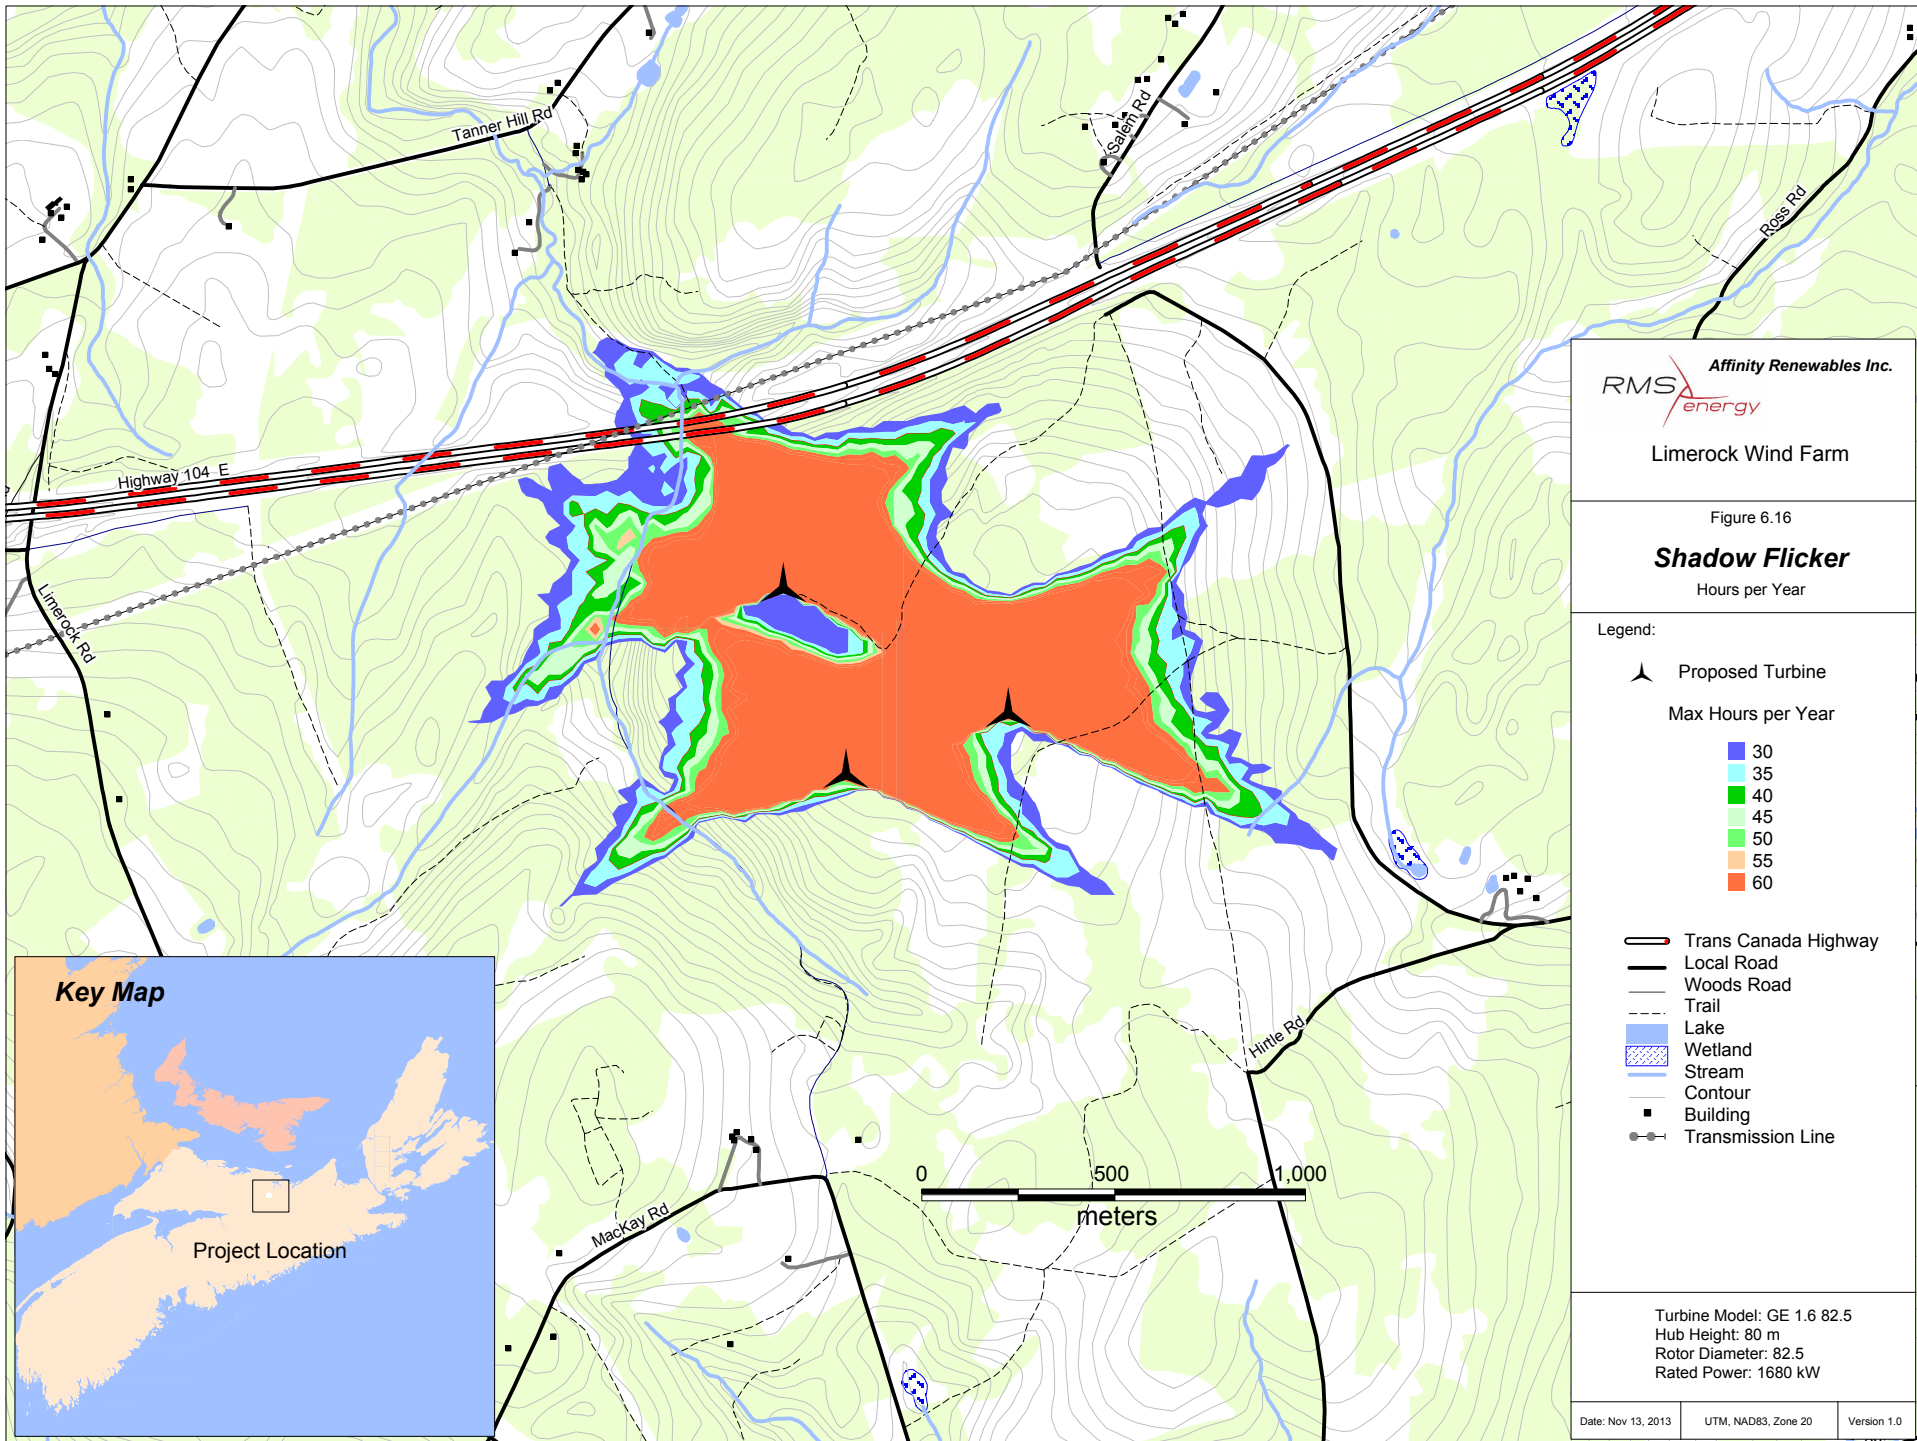 Tanner Hill Rd
Salem Rd
Ross Rd
Highway 104 E
Limerock Rd
Hirtle Rd
MacKay Rd
0 500 1,000
meters
Key Map
Project Location
Affinity Renewables Inc.
RMS
energy
Limerock Wind Farm
Figure 6.16
Shadow Flicker
Hours per Year
Legend:
Proposed Turbine
Max Hours per Year
30
35
40
45
50
55
60
Trans Canada Highway
Local Road
Woods Road
Trail
Lake
Wetland
Stream
Contour
Building
Transmission Line
Turbine Model: GE 1.6 82.5
Hub Height: 80 m
Rotor Diameter: 82.5
Rated Power: 1680 kW
Date: Nov 13, 2013
UTM, NAD83, Zone 20
Version 1.0